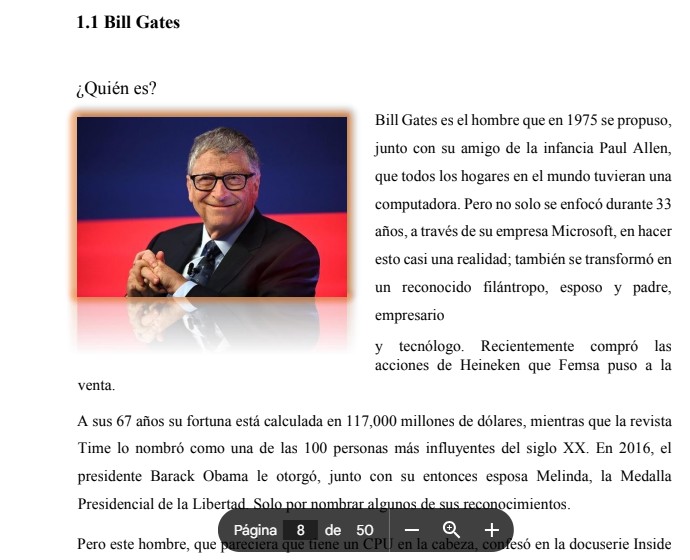 1.1 Bill Gates
¿Quién es?
Bill Gates es el hombre que en 1975 se propuso,
junto con su amigo de la infancia Paul Allen,
que todos los hogares en el mundo tuvieran una
computadora. Pero no solo se enfocó durante 33
años, a través de su empresa Microsoft, en hacer
esto casi una realidad; también se transformó en
un reconocido filántropo, esposo y padre,
empresario
y tecnólogo. Recientemente compró las
acciones de Heineken que Femsa puso a la
venta.
A sus 67 años su fortuna está calculada en 117,000 millones de dólares, mientras que la revista
Time lo nombró como una de las 100 personas más influyentes del siglo XX. En 2016, el
presidente Barack Obama le otorgó, junto con su entonces esposa Melinda, la Medalla
Presidencial de la Libertad. Solo por nombrar algunos de sus reconocimientos.
Página 8 de 50
Pero este hombre, que pareciera que tiene un CPU en la cabeza, confesó en la docuserie Inside